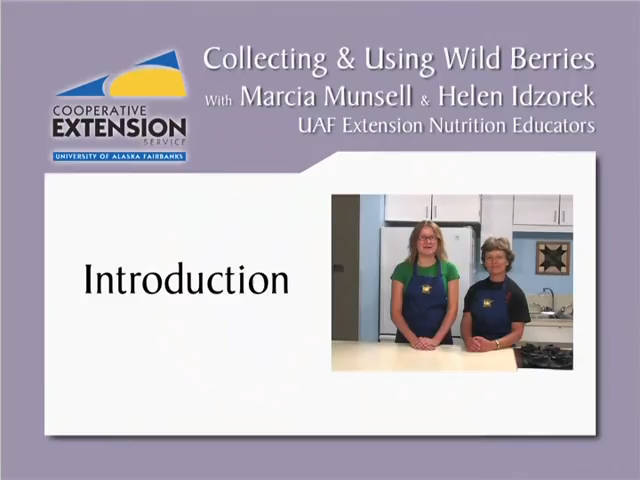 Collecting & Using Wild Berries
With Marcia Munsell & Helen Idzorek
UAF Extension Nutrition Educators
COOPERATIVE
EXTENSION
SERVICE
UNIVERSITY OF ALASKA FAIRBANKS
Introduction